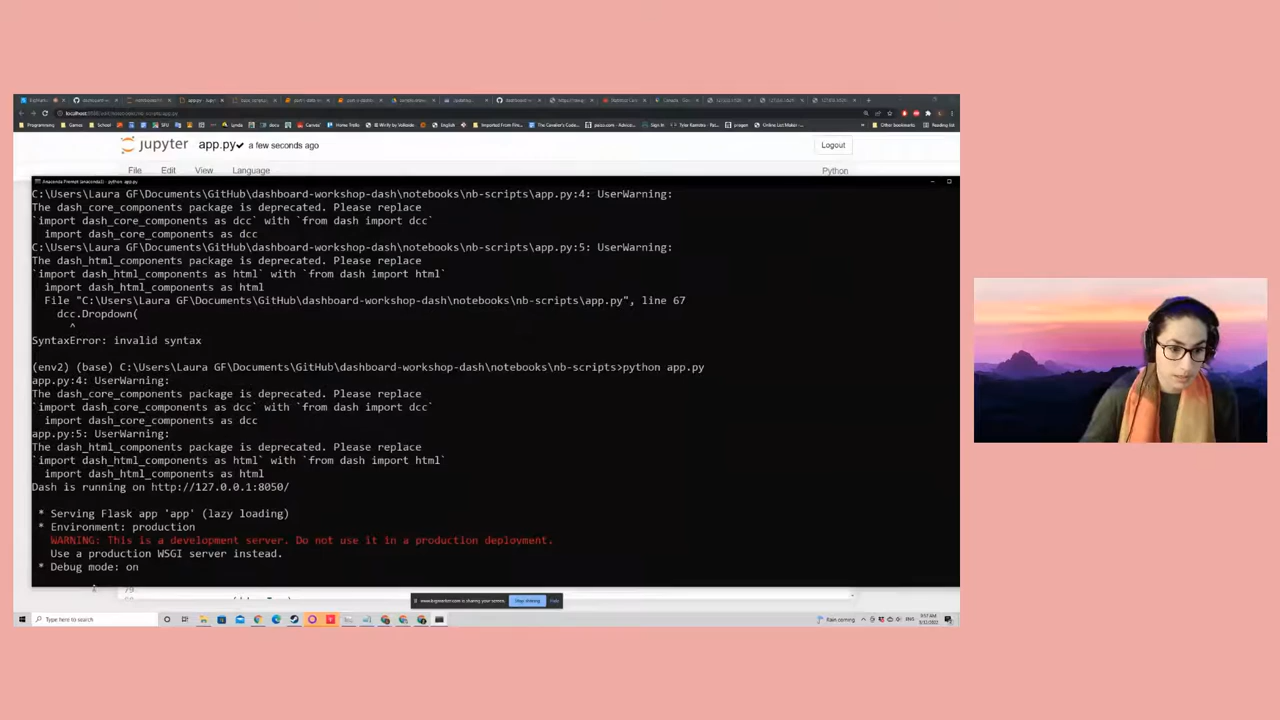 jupyter app.py✔ a few seconds ago
Logout
File Edit View Language
Python
Anaconda Prompt (anaconda3) - python app.py
C:\Users\Laura GF\Documents\GitHub\dashboard-workshop-dash\notebooks\nb-scripts\app.py:4: UserWarning:
The dash_core_components package is deprecated. Please replace
`import dash_core_components as dcc` with `from dash import dcc`
import dash_core_components as dcc
C:\Users\Laura GF\Documents\GitHub\dashboard-workshop-dash\notebooks\nb-scripts\app.py:5: UserWarning:
The dash_html_components package is deprecated. Please replace
`import dash_html_components as html` with `from dash import html`
import dash_html_components as html
File "C:\Users\Laura GF\Documents\GitHub\dashboard-workshop-dash\notebooks\nb-scripts\app.py", line 67
dcc.Dropdown(
^
SyntaxError: invalid syntax
(env2) (base) C:\Users\Laura GF\Documents\GitHub\dashboard-workshop-dash\notebooks\nb-scripts>python app.py
app.py:4: UserWarning:
The dash_core_components package is deprecated. Please replace
`import dash_core_components as dcc` with `from dash import dcc`
import dash_core_components as dcc
app.py:5: UserWarning:
The dash_html_components package is deprecated. Please replace
`import dash_html_components as html` with `from dash import html`
import dash_html_components as html
Dash is running on http://127.0.0.1:8050/
* Serving Flask app 'app' (lazy loading)
* Environment: production
WARNING: This is a development server. Do not use it in a production deployment.
Use a production WSGI server instead.
* Debug mode: on
Stop sharing Hide
Type here to search
Rain coming